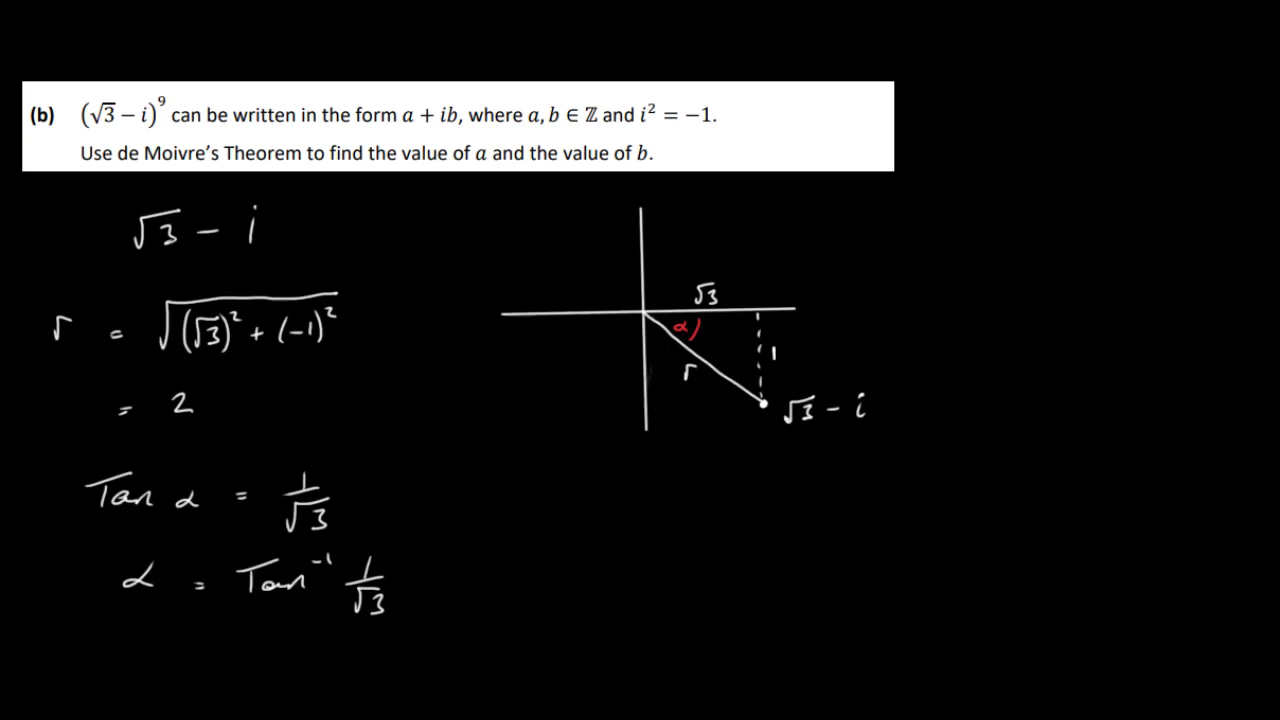 (b) (√3 − i)⁹ can be written in the form a + ib, where a, b ∈ ℤ and i² = −1.
Use de Moivre’s Theorem to find the value of a and the value of b.
√3 − i
r = √((√3)² + (−1)²)
= 2
Tan α = 1/√3
α = Tan⁻¹ 1/√3
√3
α
1
r
√3 − i